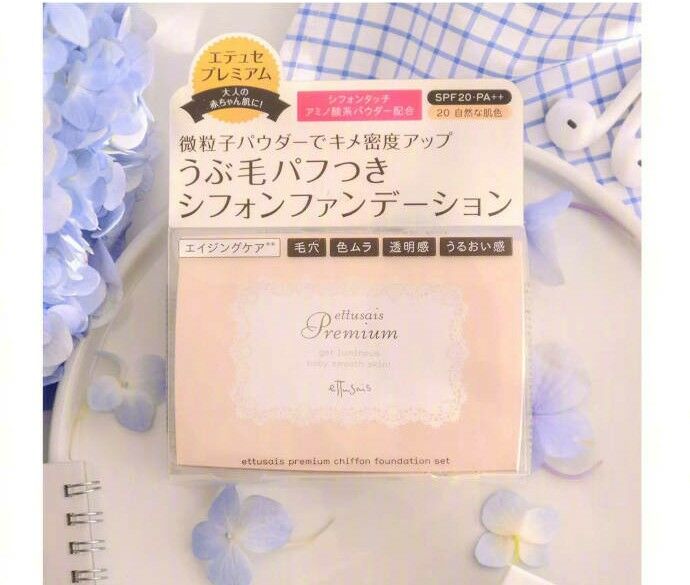 エテュセ
プレミアム
大人の
赤ちゃん肌に!
シフォンタッチ
アミノ酸系パウダー配合
SPF20・PA++
20 自然な肌色
微粒子パウダーでキメ密度アップ
うぶ毛パフつき
シフォンファンデーション
エイジングケア** 毛穴 色ムラ 透明感 うるおい感
ettusais
Premium
get luminous
baby smooth skin!
ettusais
ettusais premium chiffon foundation set